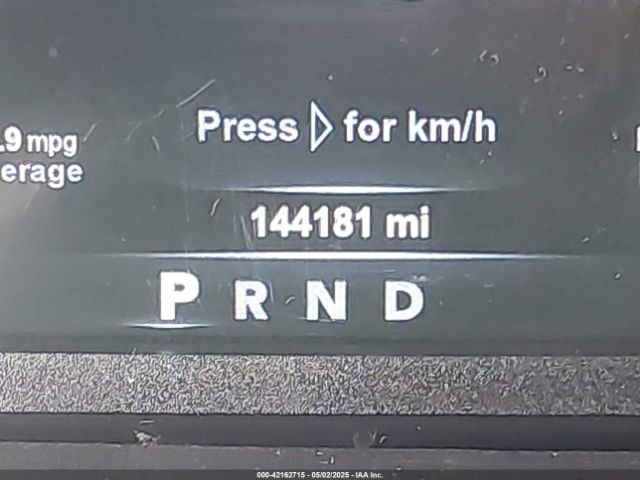 Press ▷ for km/h
.9 mpg
erage
144181 mi
P R N D
000-42162715 - 05/02/2025 - IAA Inc.